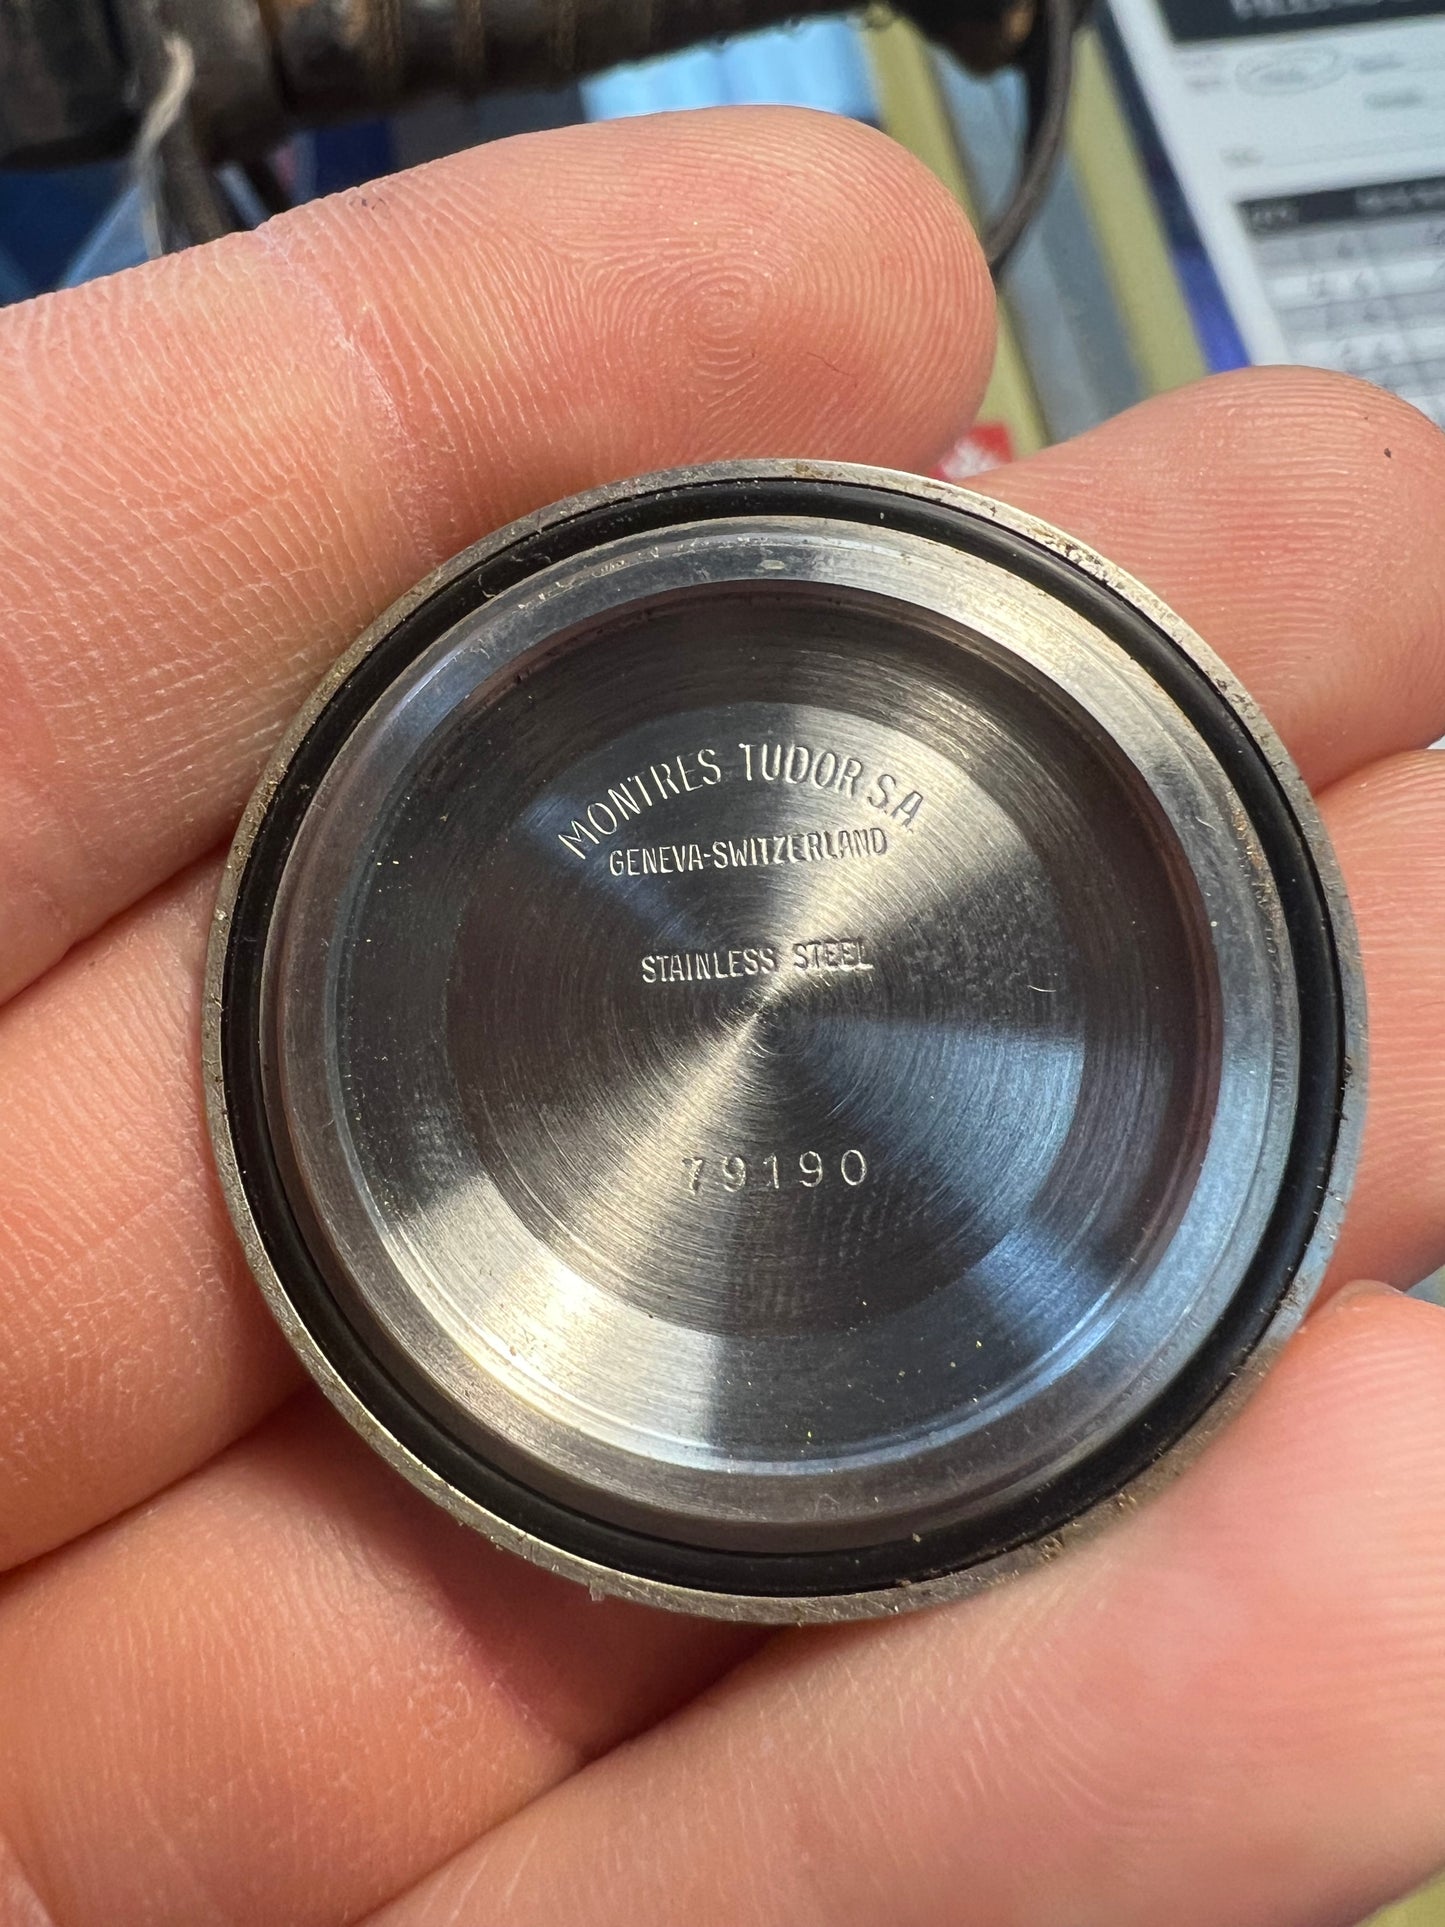 MONTRES TUDOR S.A.
GENEVA-SWITZERLAND
STAINLESS STEEL
79190